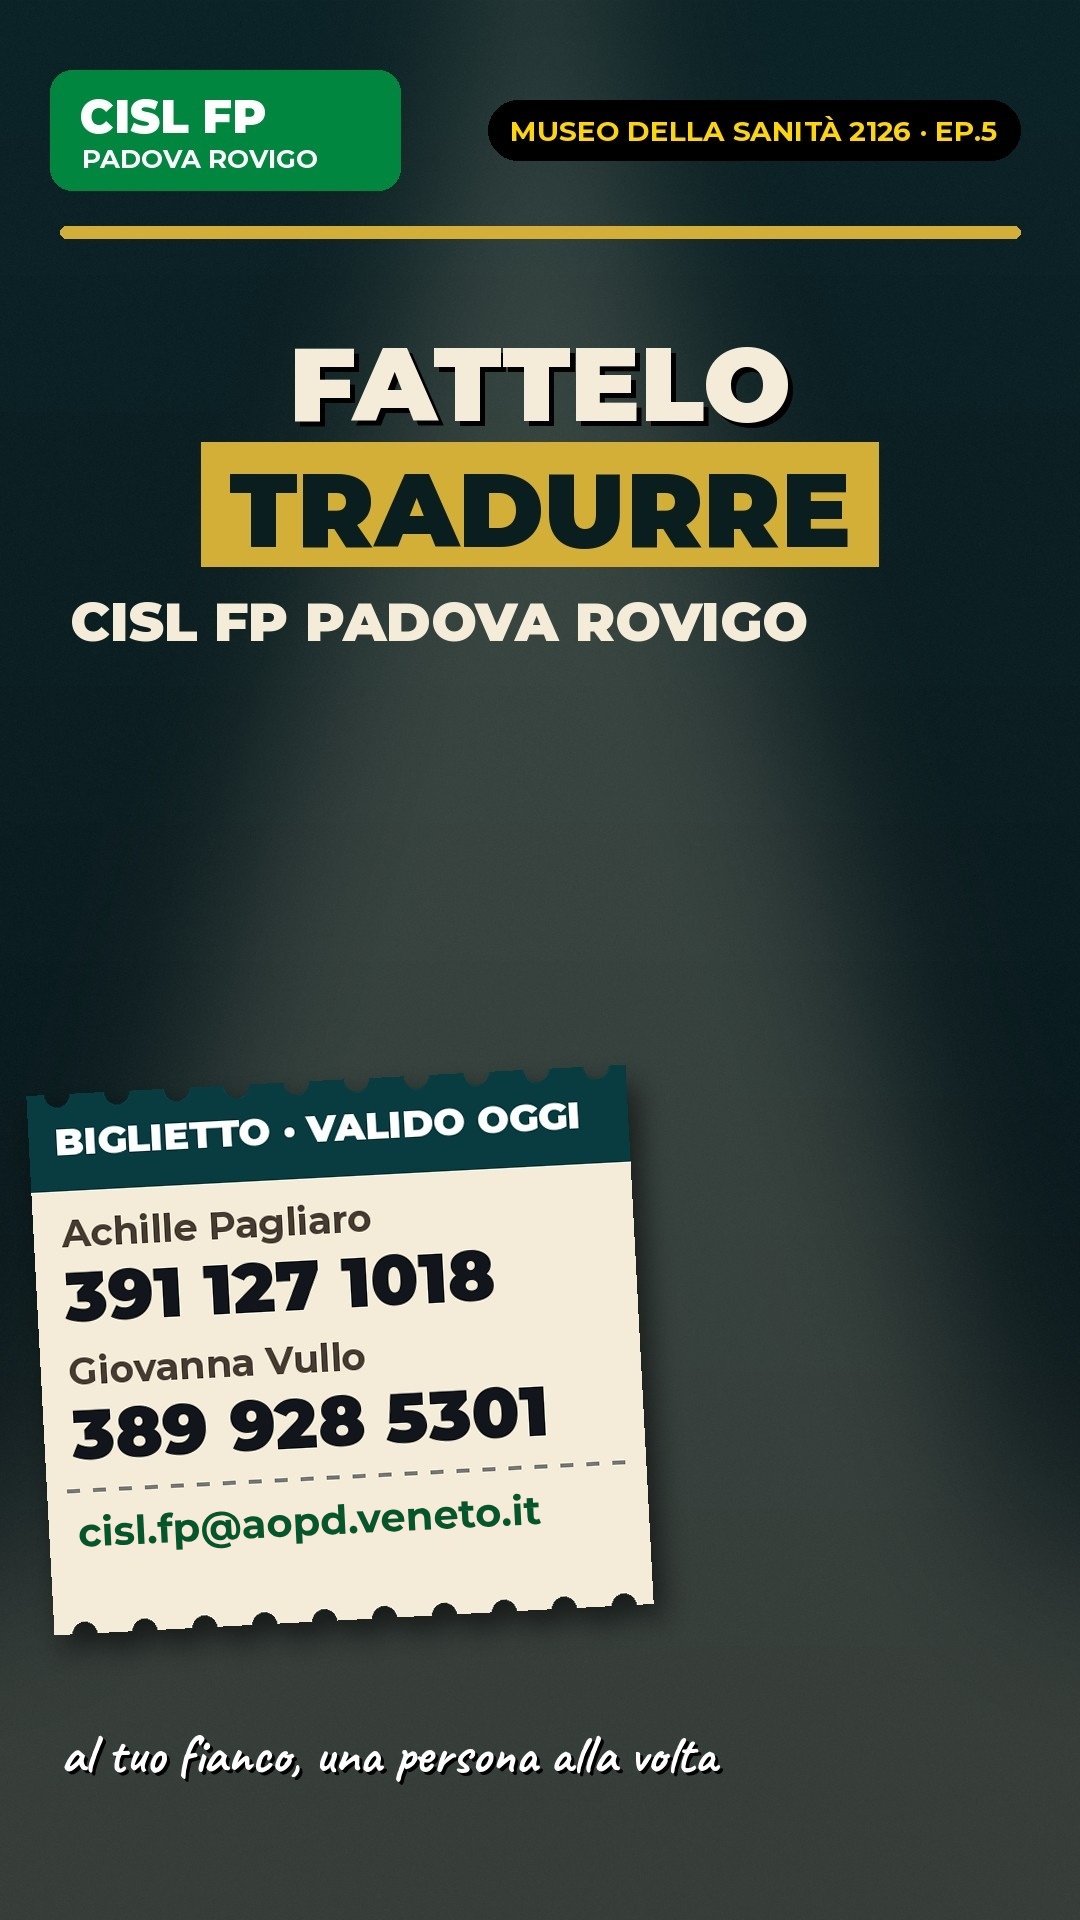 CISL FP
PADOVA ROVIGO
MUSEO DELLA SANITÀ 2126 · EP.5
FATTELO
TRADURRE
CISL FP PADOVA ROVIGO
BIGLIETTO · VALIDO OGGI
Achille Pagliaro
391 127 1018
Giovanna Vullo
389 928 5301
cisl.fp@aopd.veneto.it
al tuo fianco, una persona alla volta